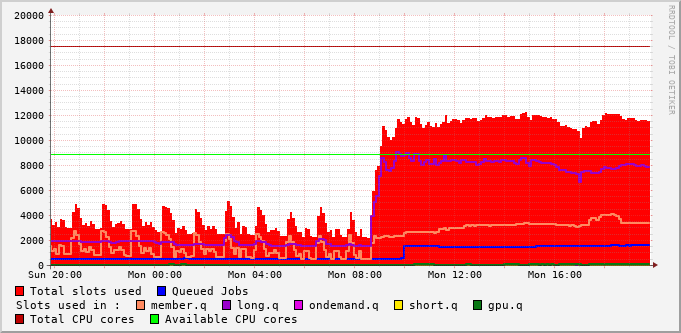 20000
18000
16000
14000
12000
10000
8000
6000
4000
2000
0
Sun 20:00 Mon 00:00 Mon 04:00 Mon 08:00 Mon 12:00 Mon 16:00
Total slots used Queued Jobs
Slots used in : member.q long.q ondemand.q short.q gpu.q
Total CPU cores Available CPU cores
RRDTOOL / TOBI OETIKER